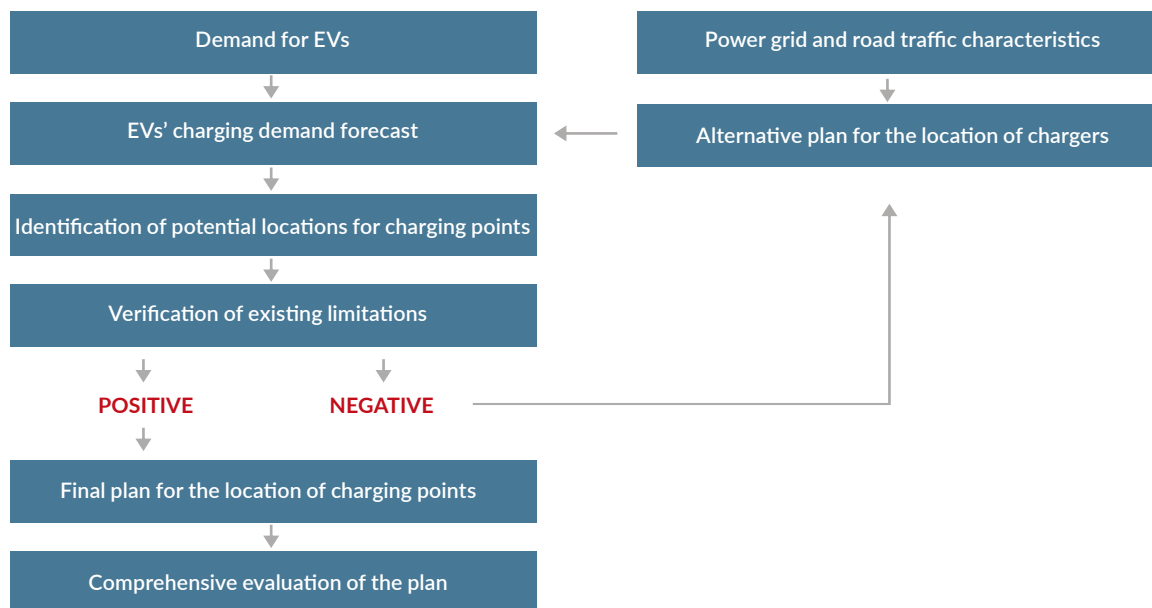 Demand for EVs
Power grid and road traffic characteristics
EVs’ charging demand forecast
Alternative plan for the location of chargers
Identification of potential locations for charging points
Verification of existing limitations
POSITIVE
NEGATIVE
Final plan for the location of charging points
Comprehensive evaluation of the plan